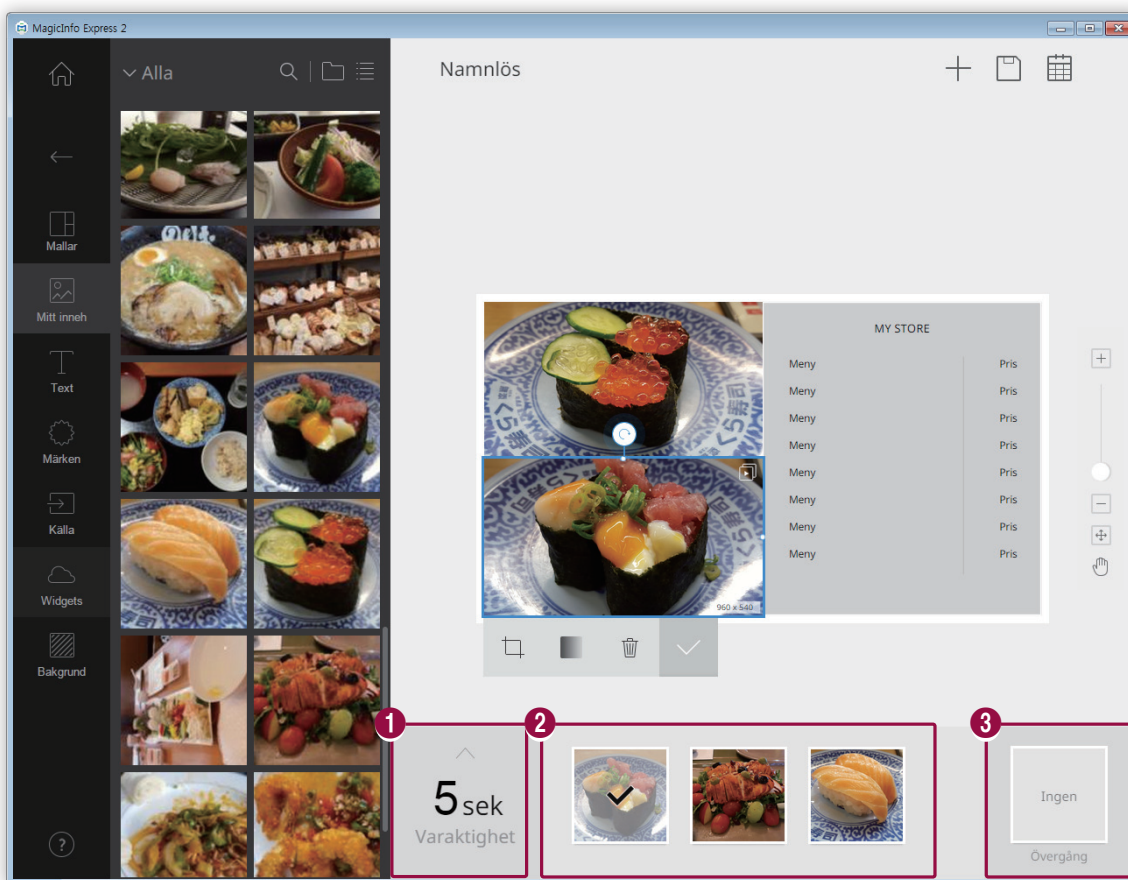 MagicInfo Express 2
Alla
Namnlös
Mallar
Mitt inneh
Text
Märken
Källa
Widgets
Bakgrund
?
MY STORE
Meny Pris
Meny Pris
Meny Pris
Meny Pris
Meny Pris
Meny Pris
Meny Pris
Meny Pris
960 x 540
1
5 sek
Varaktighet
2
3
Ingen
Övergång